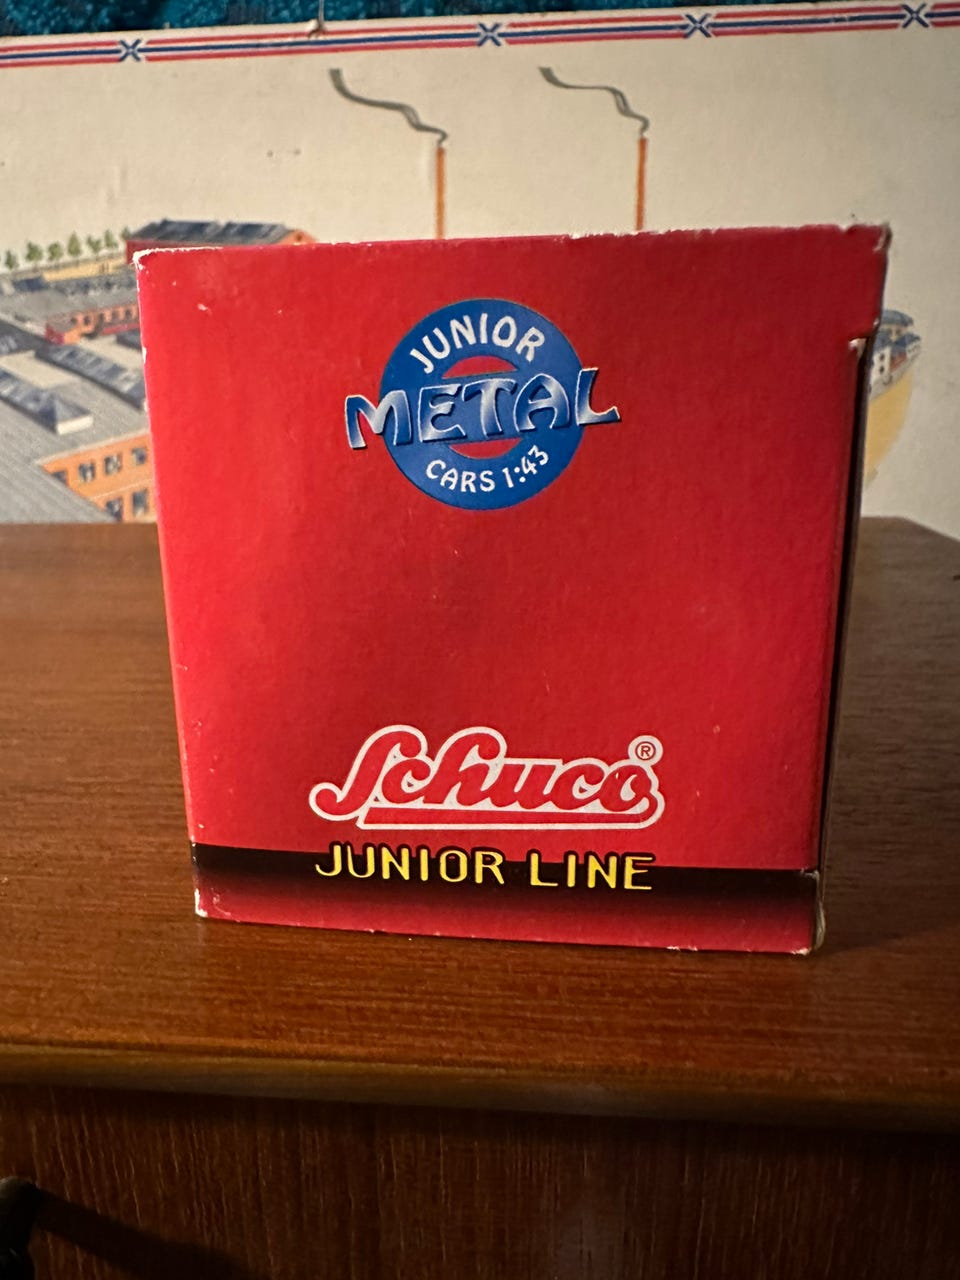 JUNIOR
METAL
CARS 1:43
Schuco®
JUNIOR LINE